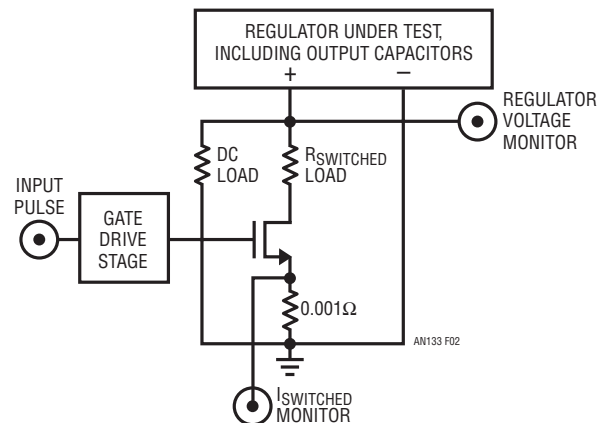 REGULATOR UNDER TEST,
INCLUDING OUTPUT CAPACITORS
+ –
REGULATOR
VOLTAGE
MONITOR
DC
LOAD
RSWITCHED
LOAD
INPUT
PULSE
GATE
DRIVE
STAGE
0.001Ω
AN133 F02
ISWITCHED
MONITOR